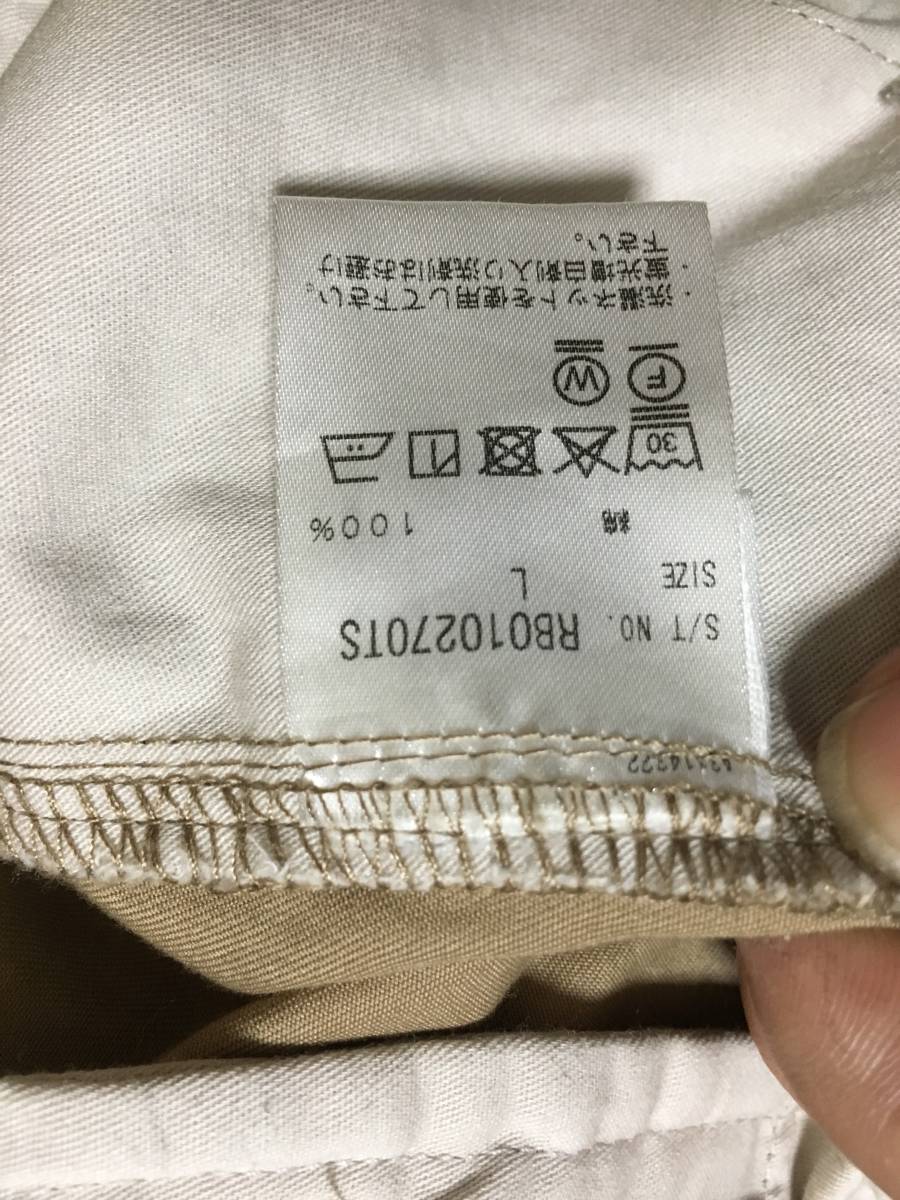 S/T NO. RB010270TS
SIZE L
綿 100%
30
F
W
・洗濯ネットを使用して下さい。
・蛍光増白剤入り洗剤はお避け
下さい。